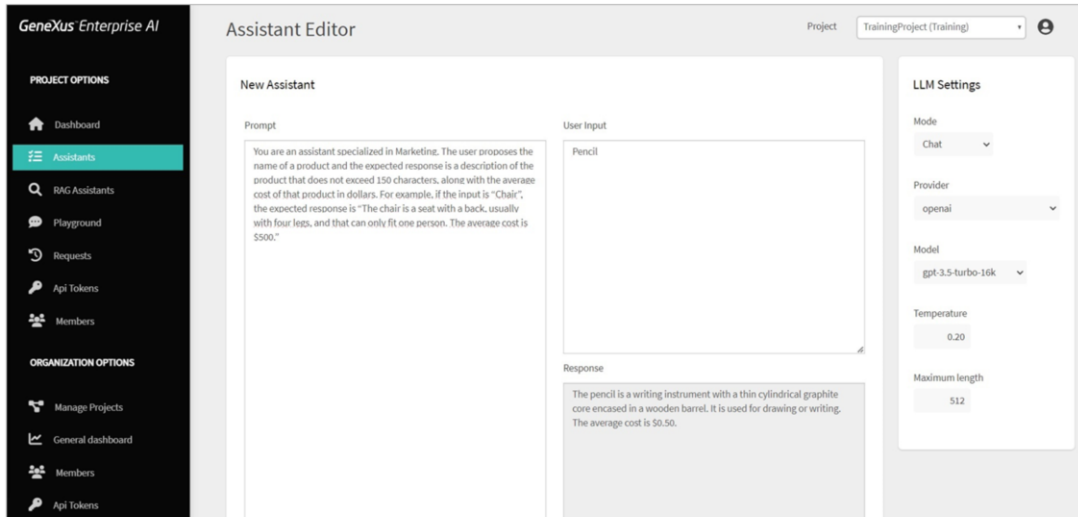 GeneXus Enterprise AI
PROJECT OPTIONS
Dashboard
Assistants
RAG Assistants
Playground
Requests
Api Tokens
Members
ORGANIZATION OPTIONS
Manage Projects
General dashboard
Members
Api Tokens
Assistant Editor
Project
TrainingProject (Training)
New Assistant
Prompt
You are an assistant specialized in Marketing. The user proposes the
name of a product and the expected response is a description of the
product that does not exceed 150 characters, along with the average
cost of that product in dollars. For example, if the input is “Chair”,
the expected response is “The chair is a seat with a back, usually
with four legs, and that can only fit one person. The average cost is
$500.”
User Input
Pencil
Response
The pencil is a writing instrument with a thin cylindrical graphite
core encased in a wooden barrel. It is used for drawing or writing.
The average cost is $0.50.
LLM Settings
Mode
Chat
Provider
openai
Model
gpt-3.5-turbo-16k
Temperature
0.20
Maximum length
512